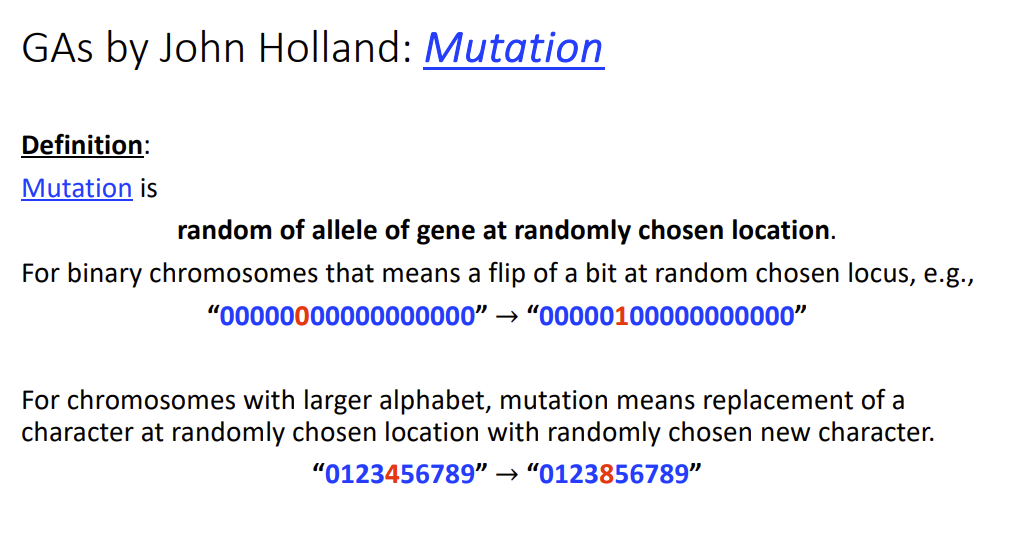 GAs by John Holland: Mutation
Definition:
Mutation is
random of allele of gene at randomly chosen location.
For binary chromosomes that means a flip of a bit at random chosen locus, e.g.,
“00000000000000000” → “00000100000000000”
For chromosomes with larger alphabet, mutation means replacement of a
character at randomly chosen location with randomly chosen new character.
“0123456789” → “0123856789”